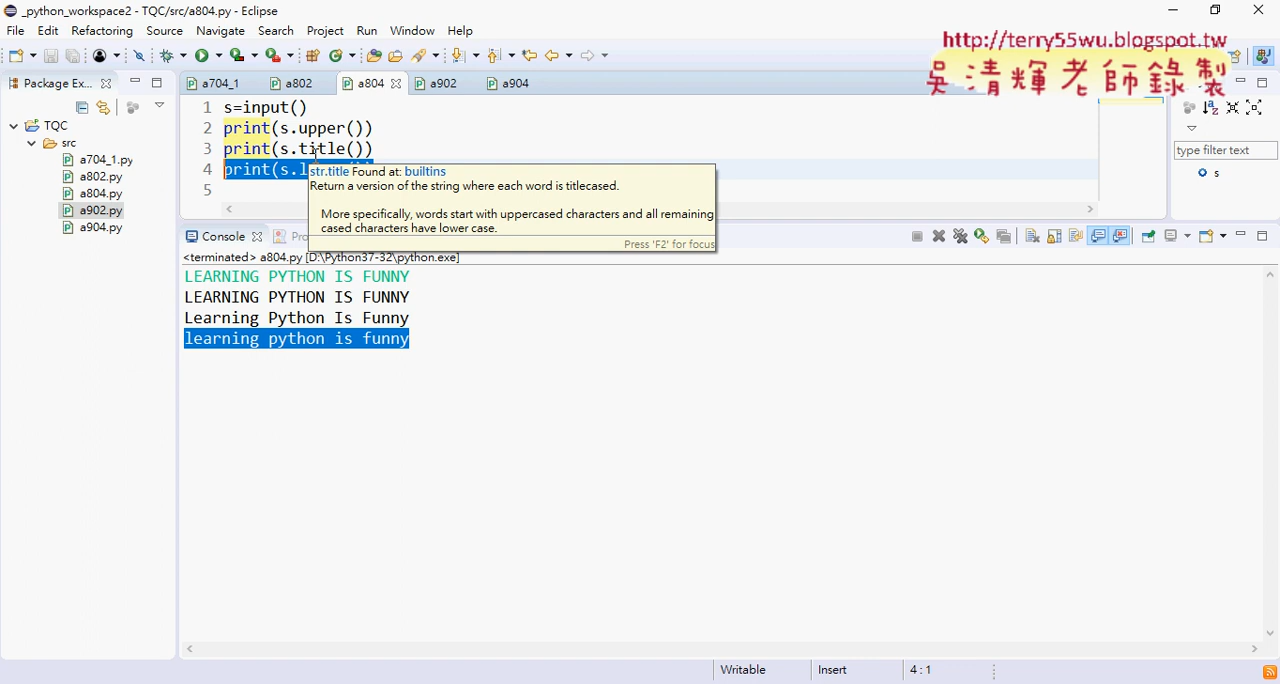 _python_workspace2 - TQC/src/a804.py - Eclipse
File Edit Refactoring Source Navigate Search Project Run Window Help
http://terry55wu.blogspot.tw
吳清輝老師錄製
Package Ex...
a704_1 a802 a804 a902 a904
TQC
src
a704_1.py
a802.py
a804.py
a902.py
a904.py
1 s=input()
2 print(s.upper())
3 print(s.title())
4 print(s.l
5
str.title Found at: builtins
Return a version of the string where each word is titlecased.
More specifically, words start with uppercased characters and all remaining
cased characters have lower case.
Press 'F2' for focus
type filter text
s
Console Pro
<terminated> a804.py [D:\Python37-32\python.exe]
LEARNING PYTHON IS FUNNY
LEARNING PYTHON IS FUNNY
Learning Python Is Funny
learning python is funny
Writable Insert 4 : 1